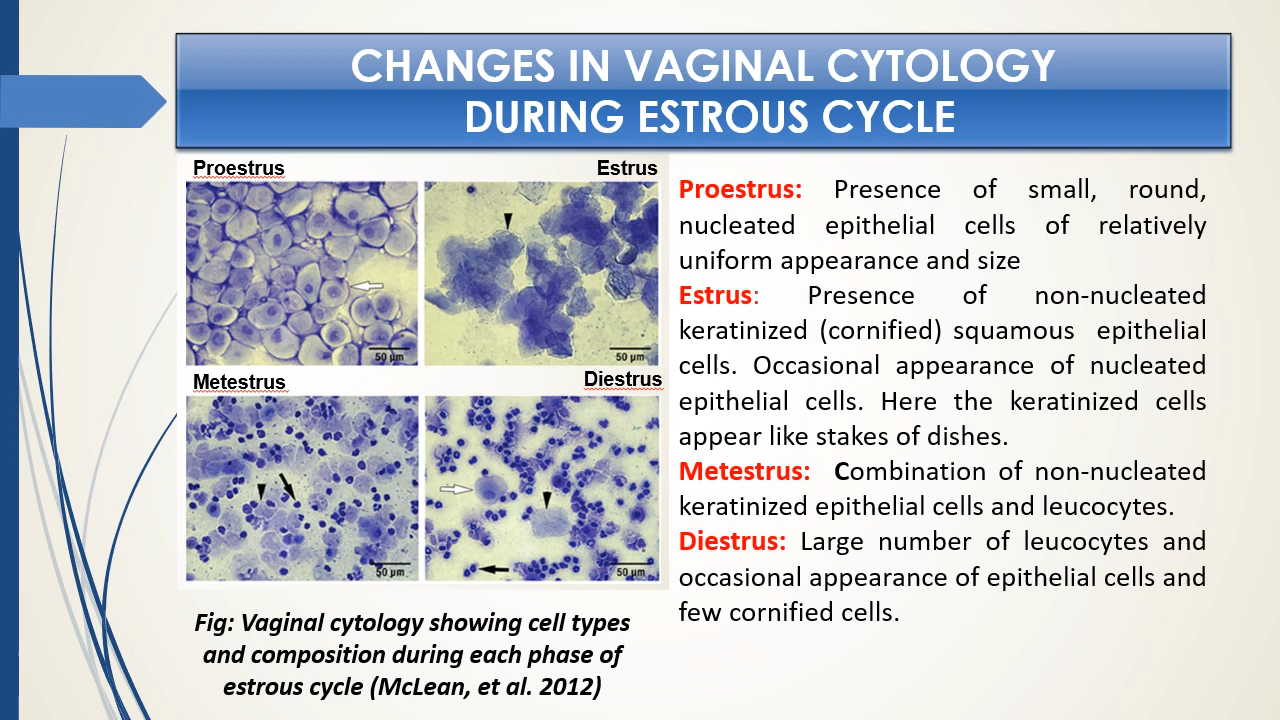 CHANGES IN VAGINAL CYTOLOGY
DURING ESTROUS CYCLE
Proestrus
Estrus
50 µm
50 µm
Metestrus
Diestrus
50 µm
50 µm
Fig: Vaginal cytology showing cell types
and composition during each phase of
estrous cycle (McLean, et al. 2012)
Proestrus: Presence of small, round,
nucleated epithelial cells of relatively
uniform appearance and size
Estrus: Presence of non-nucleated
keratinized (cornified) squamous epithelial
cells. Occasional appearance of nucleated
epithelial cells. Here the keratinized cells
appear like stakes of dishes.
Metestrus: Combination of non-nucleated
keratinized epithelial cells and leucocytes.
Diestrus: Large number of leucocytes and
occasional appearance of epithelial cells and
few cornified cells.